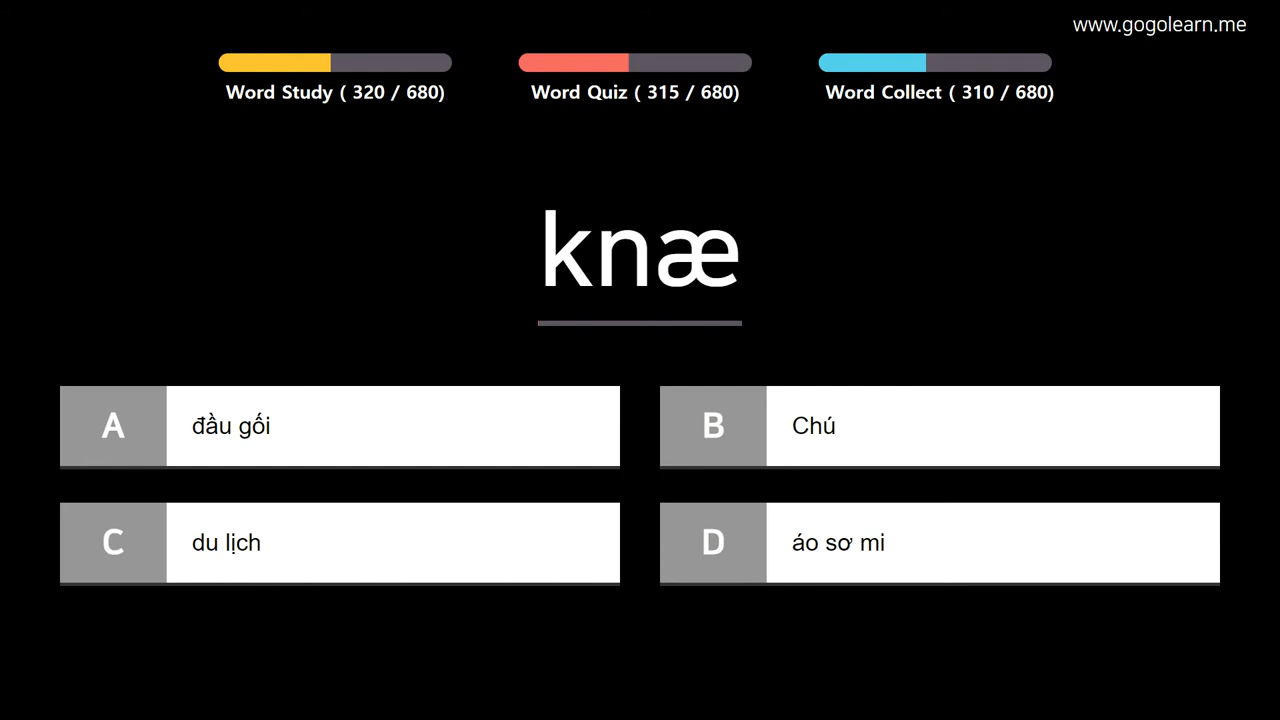 www.gogolearn.me
Word Study ( 320 / 680)
Word Quiz ( 315 / 680)
Word Collect ( 310 / 680)
knæ
A đầu gối
B Chú
C du lịch
D áo sơ mi